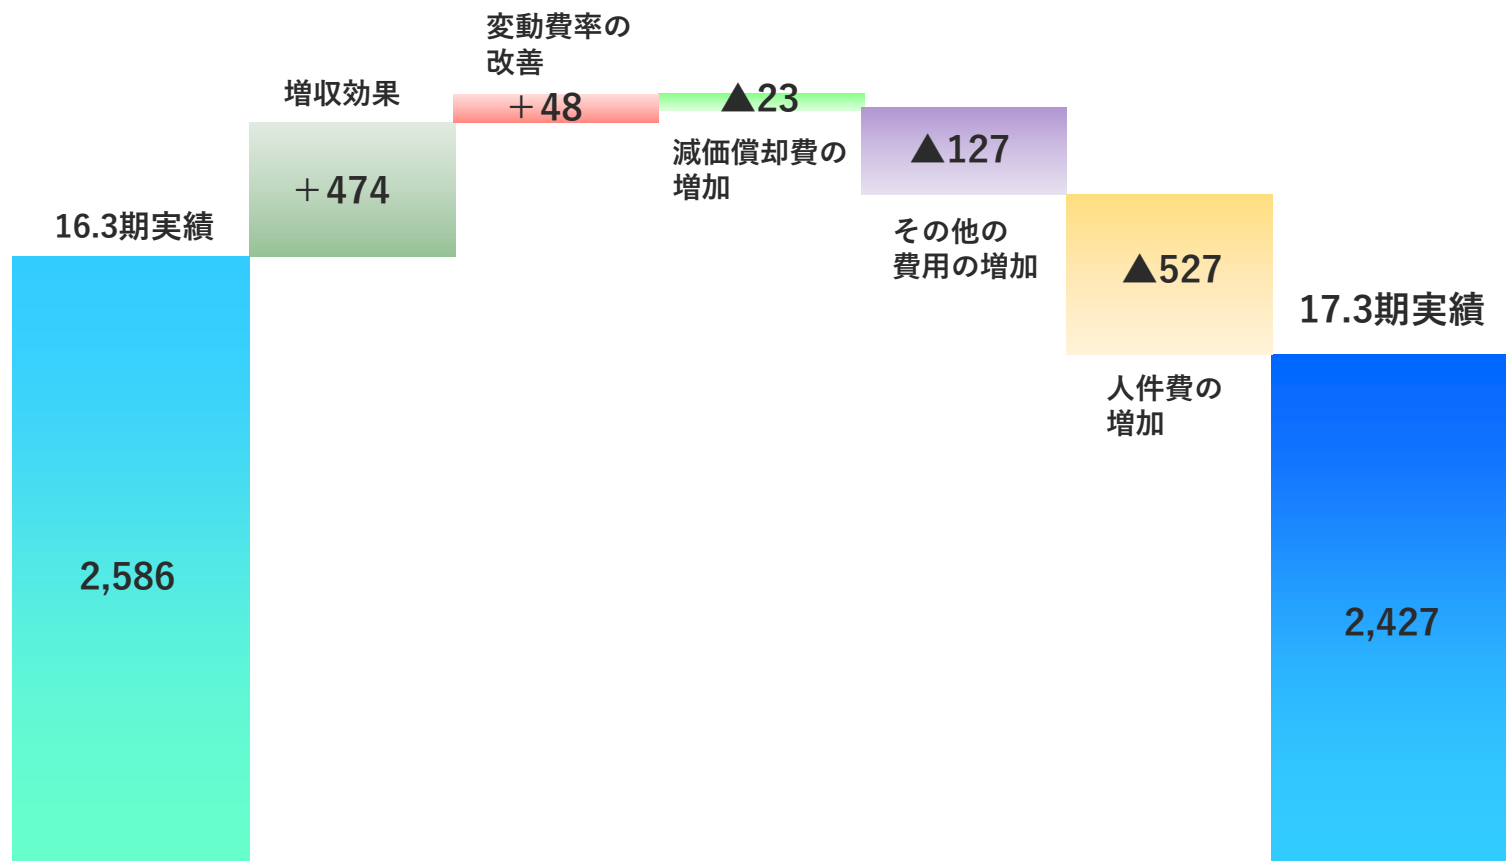 16.3期実績
2,586
増収効果
＋474
変動費率の
改善
＋48
▲23
減価償却費の
増加
▲127
その他の
費用の増加
▲527
人件費の
増加
17.3期実績
2,427